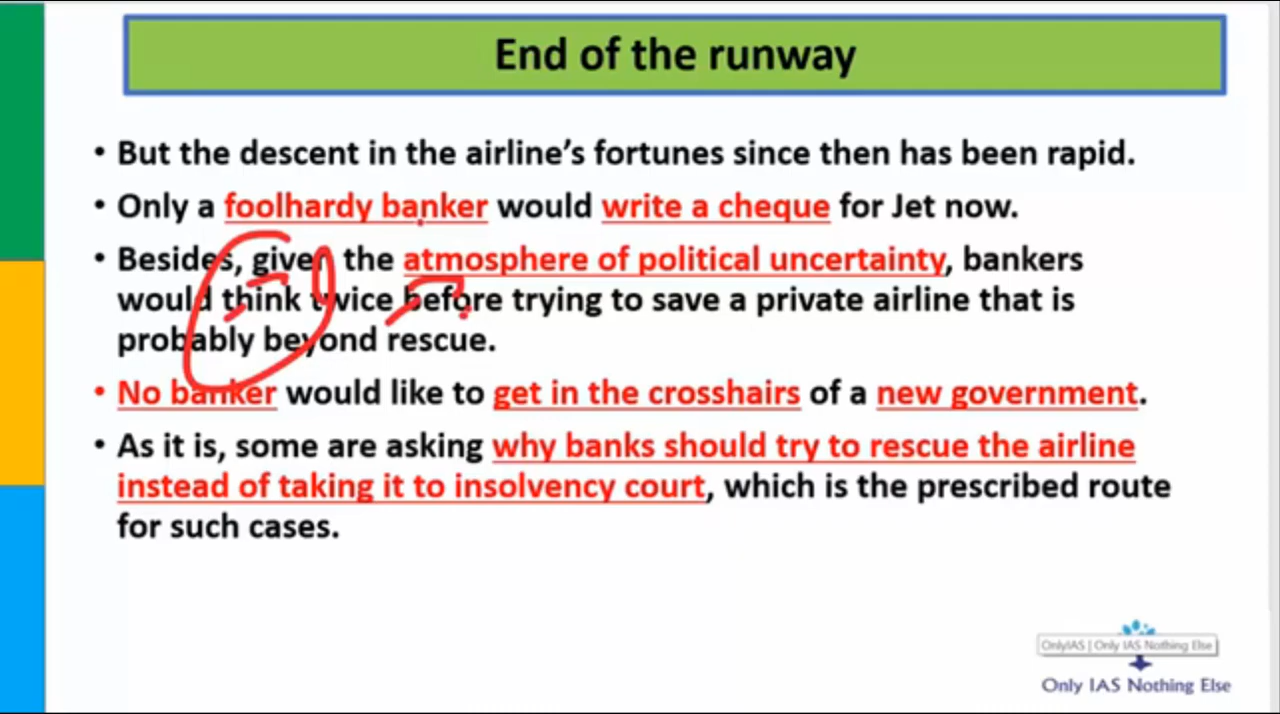 End of the runway
• But the descent in the airline's fortunes since then has been rapid.
• Only a foolhardy banker would write a cheque for Jet now.
• Besides, given the atmosphere of political uncertainty, bankers
would think twice before trying to save a private airline that is
probably beyond rescue.
• No banker would like to get in the crosshairs of a new government.
• As it is, some are asking why banks should try to rescue the airline
instead of taking it to insolvency court, which is the prescribed route
for such cases.
OnlyIAS | Only IAS Nothing Else
Only IAS Nothing Else